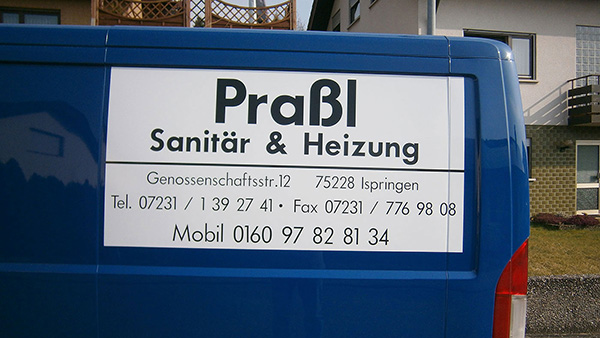 Praßl
Sanitär & Heizung
Genossenschaftsstr.12 75228 Ispringen
Tel. 07231 / 1 39 27 41 • Fax 07231 / 776 98 08
Mobil 0160 97 82 81 34